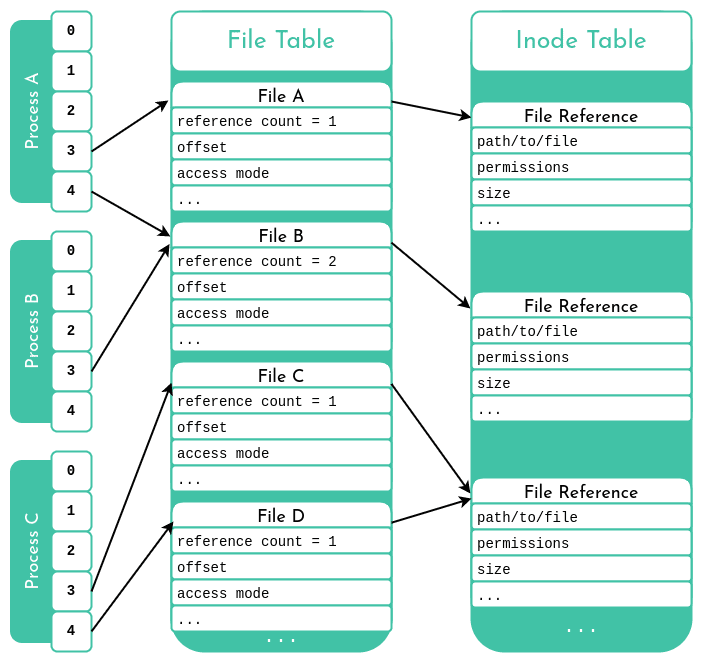 Process A
0
1
2
3
4
Process B
0
1
2
3
4
Process C
0
1
2
3
4
File Table
File A
reference count = 1
offset
access mode
...
File B
reference count = 2
offset
access mode
...
File C
reference count = 1
offset
access mode
...
File D
reference count = 1
offset
access mode
...
...
Inode Table
File Reference
path/to/file
permissions
size
...
File Reference
path/to/file
permissions
size
...
File Reference
path/to/file
permissions
size
...
...